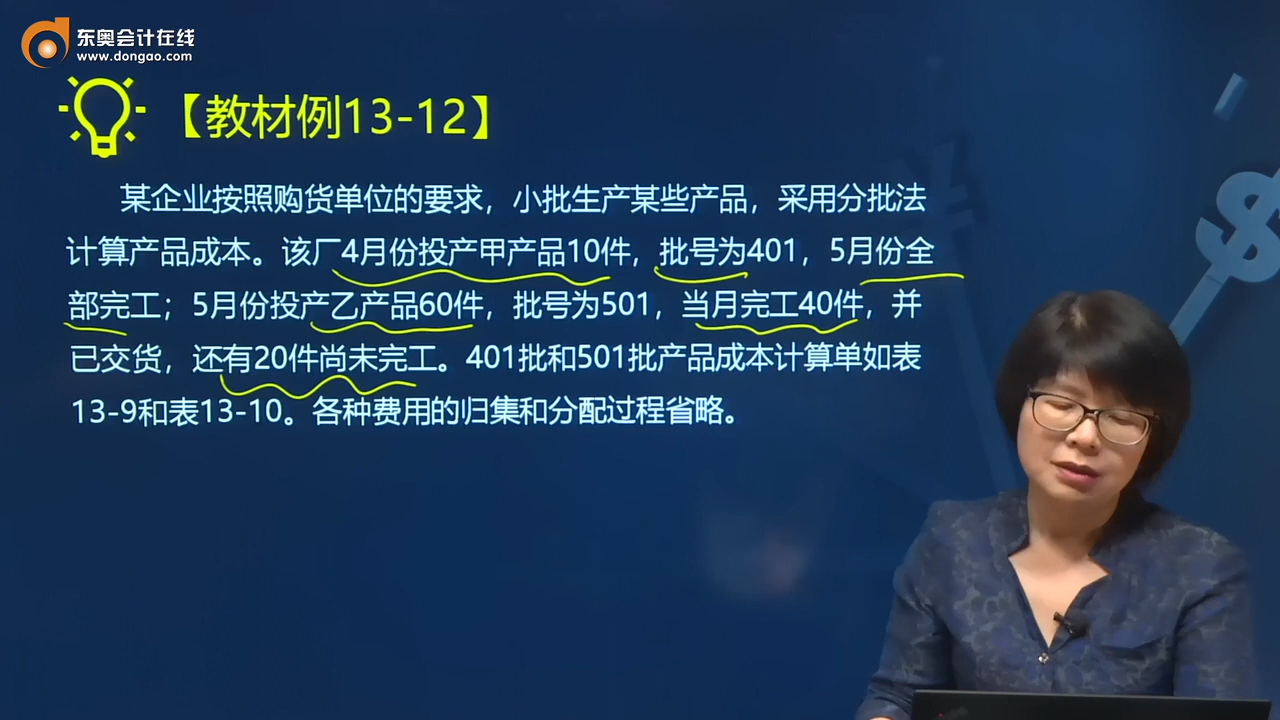 东奥会计在线
www.dongao.com
【教材例13-12】
某企业按照购货单位的要求，小批生产某些产品，采用分批法
计算产品成本。该厂4月份投产甲产品10件，批号为401，5月份全
部完工；5月份投产乙产品60件，批号为501，当月完工40件，并
已交货，还有20件尚未完工。401批和501批产品成本计算单如表
13-9和表13-10。各种费用的归集和分配过程省略。